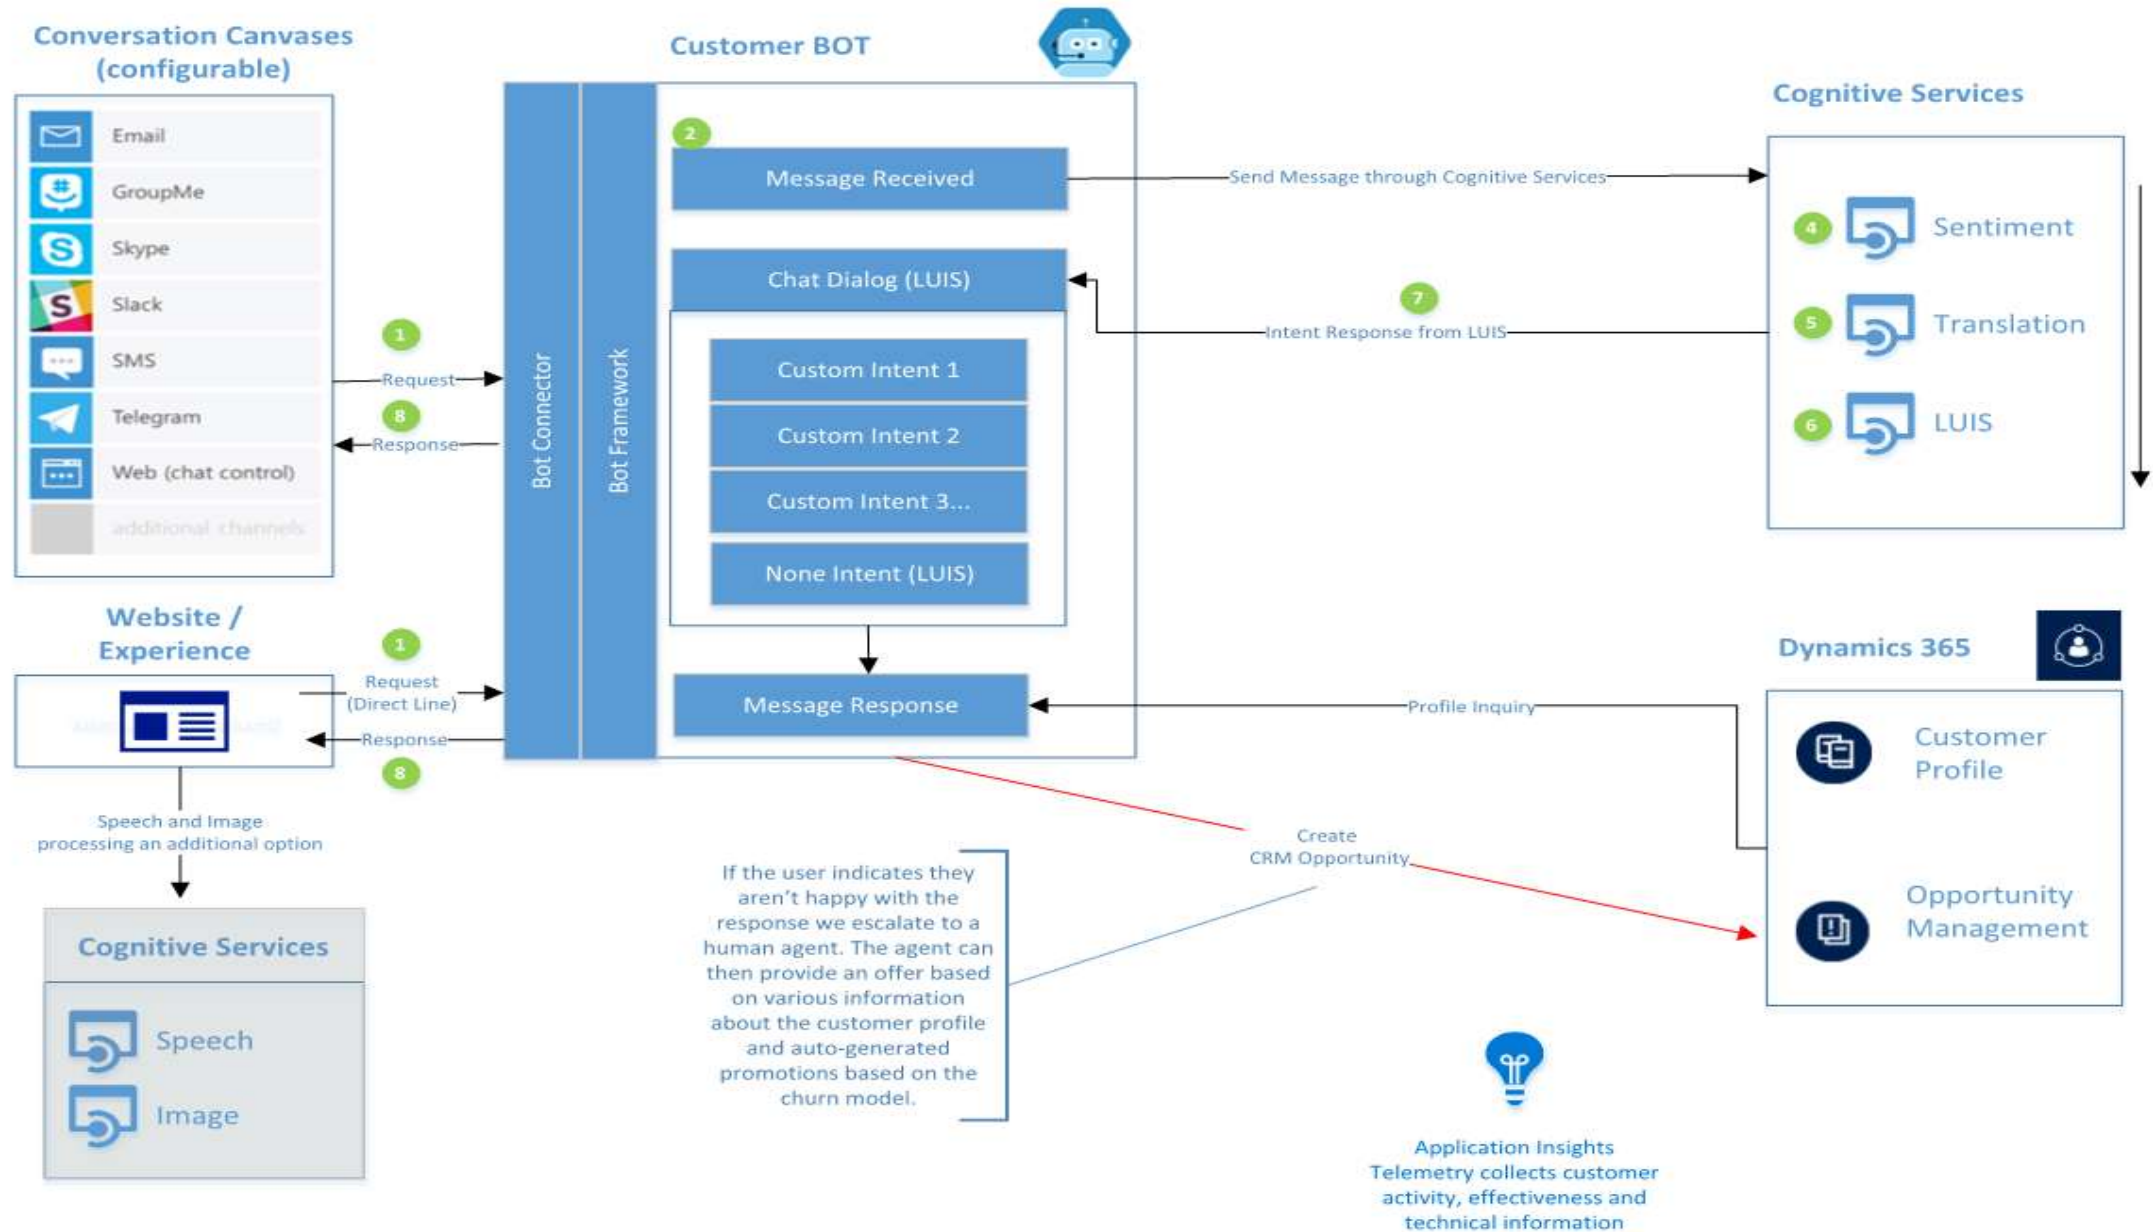 Conversation Canvases
(configurable)
Email
GroupMe
Skype
Slack
SMS
Telegram
Web (chat control)
additional channels
1
Request
8
Response
Website /
Experience
1
Request
(Direct Line)
Response
8
Speech and Image
processing an additional option
Cognitive Services
Speech
Image
Customer BOT
Bot Connector
Bot Framework
2
Message Received
Chat Dialog (LUIS)
Custom Intent 1
Custom Intent 2
Custom Intent 3...
None Intent (LUIS)
Message Response
Send Message through Cognitive Services
7
Intent Response from LUIS
Cognitive Services
4
Sentiment
5
Translation
6
LUIS
Dynamics 365
Customer
Profile
Opportunity
Management
Profile Inquiry
Create
CRM Opportunity
If the user indicates they
aren’t happy with the
response we escalate to a
human agent. The agent can
then provide an offer based
on various information
about the customer profile
and auto-generated
promotions based on the
churn model.
Application Insights
Telemetry collects customer
activity, effectiveness and
technical information